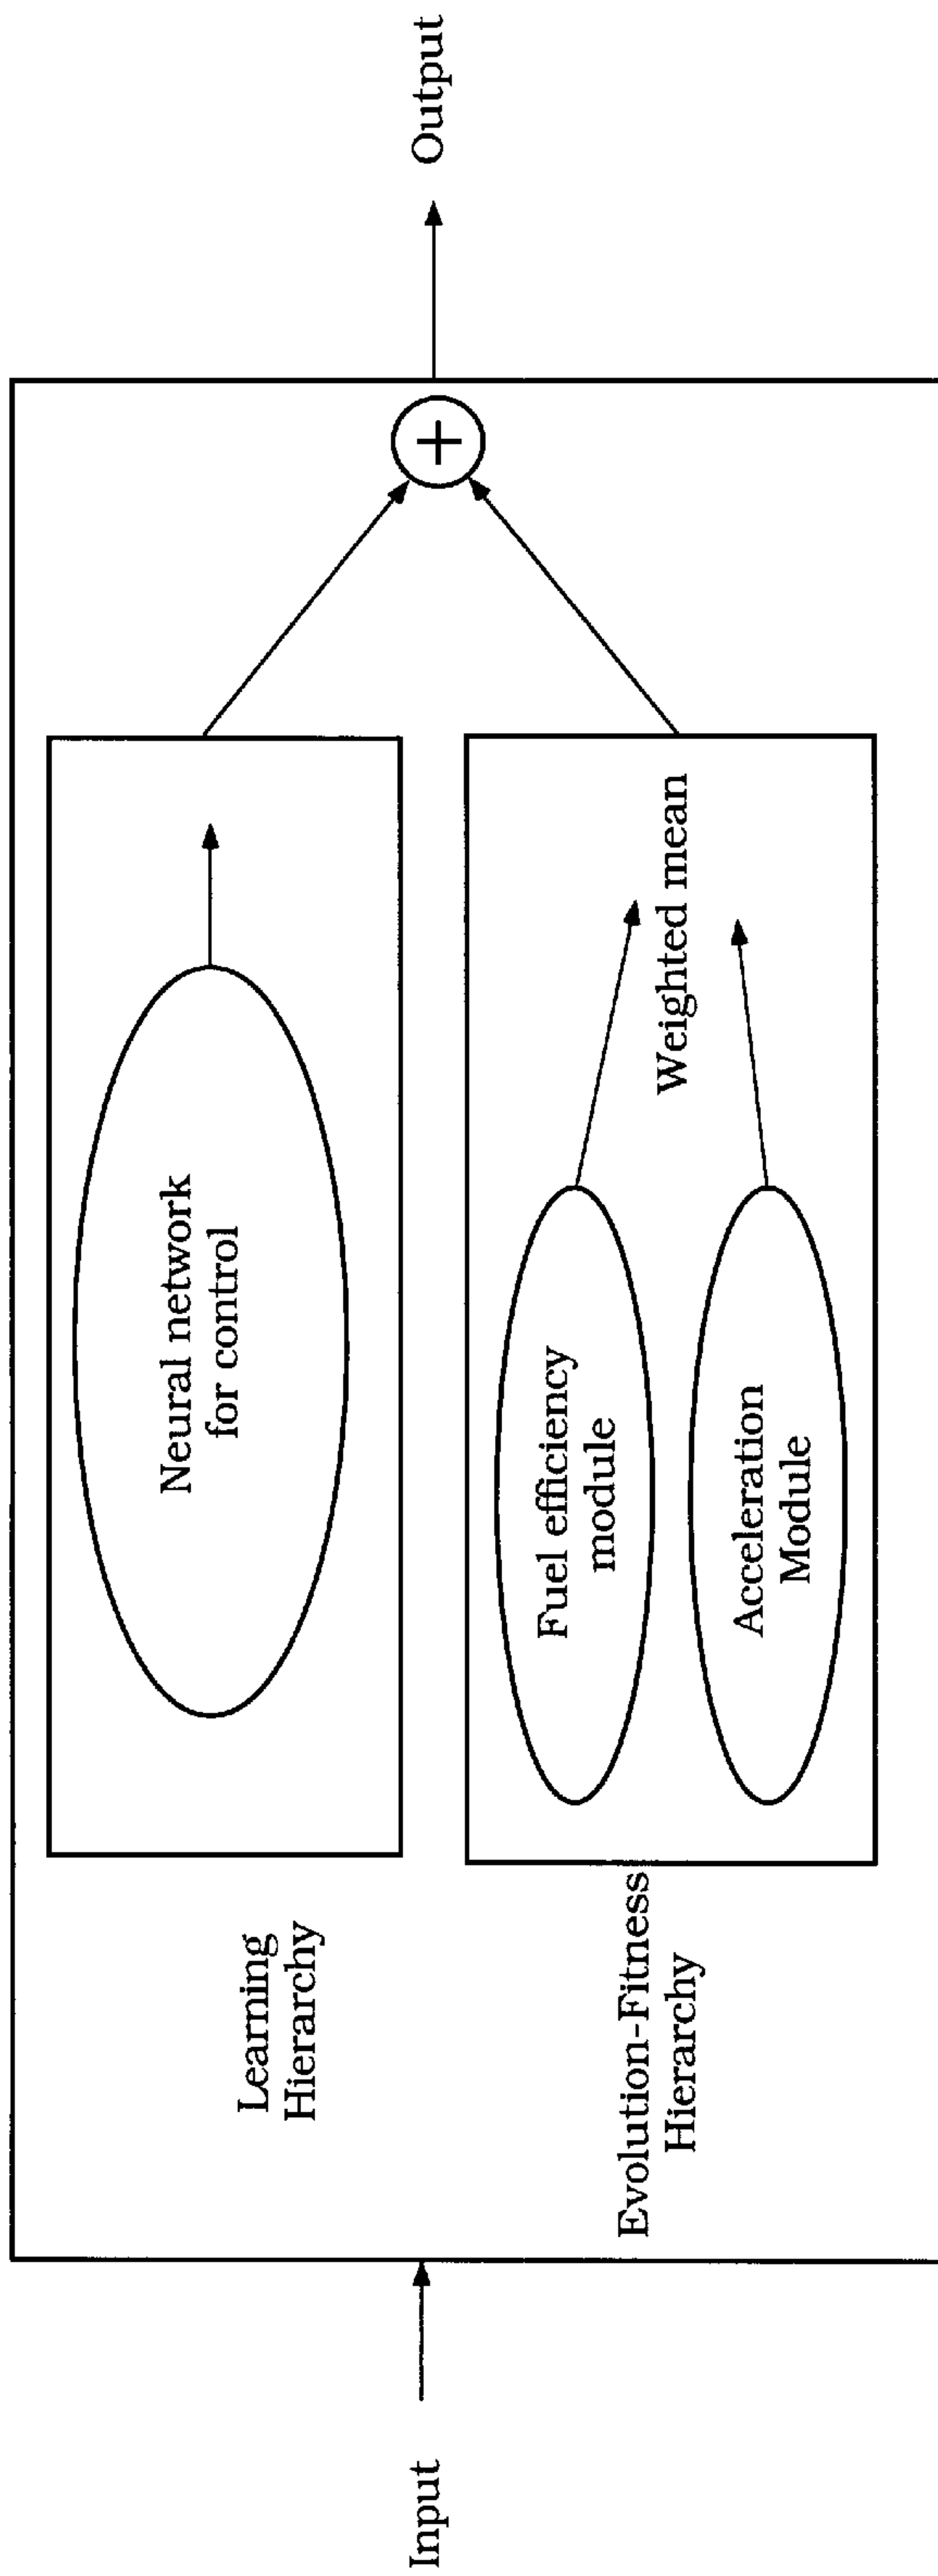 Input
Learning
Hierarchy
Neural network
for control
Evolution-Fitness
Hierarchy
Fuel efficiency
module
Acceleration
Module
Weighted mean
+
Output